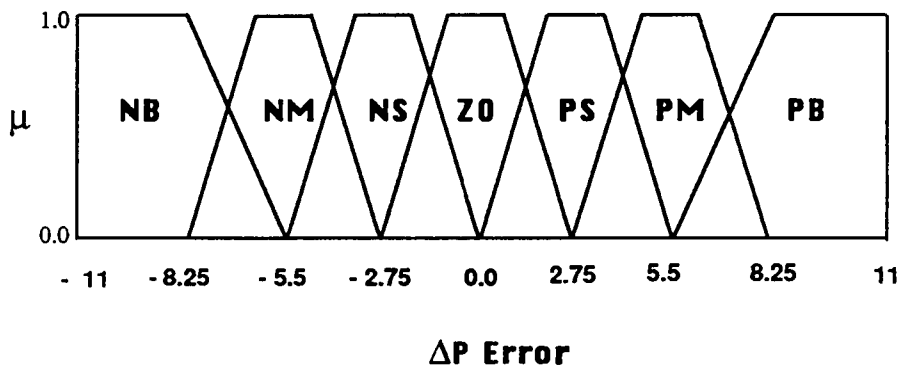 1.0
NB NM NS ZO PS PM PB
μ
0.0
- 11 - 8.25 - 5.5 - 2.75 0.0 2.75 5.5 8.25 11
ΔP Error